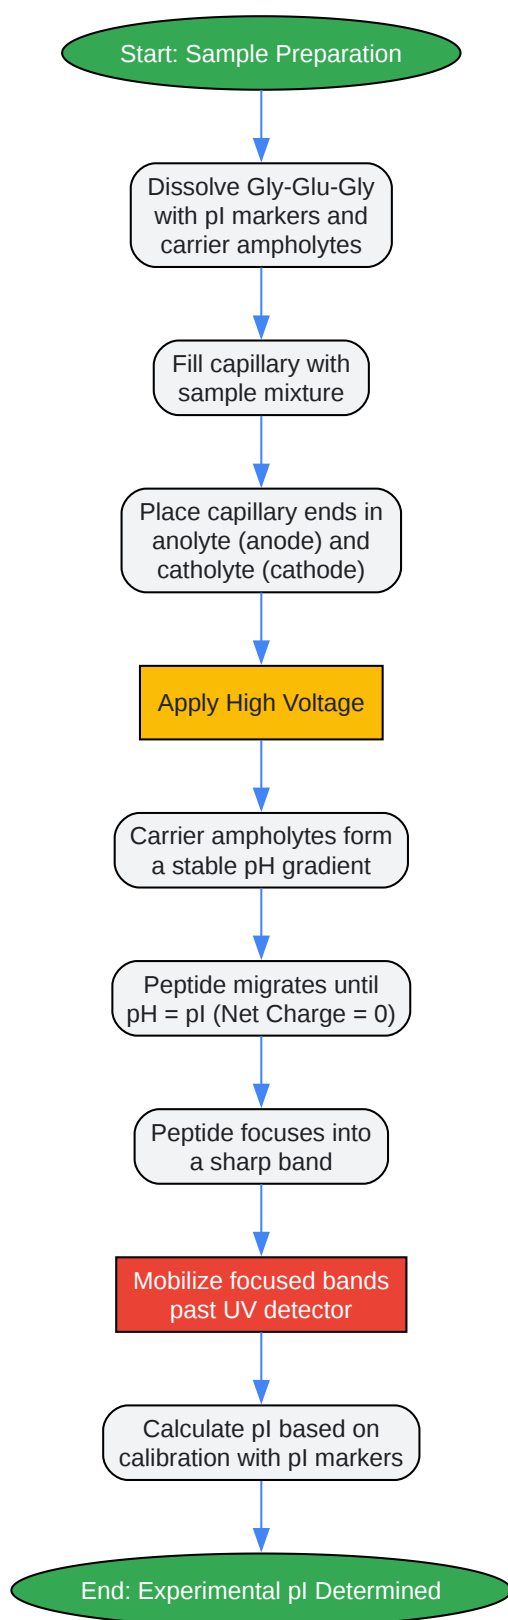 Start: Sample Preparation
Dissolve Gly-Glu-Gly
with pI markers and
carrier ampholytes
Fill capillary with
sample mixture
Place capillary ends in
anolyte (anode) and
catholyte (cathode)
Apply High Voltage
Carrier ampholytes form
a stable pH gradient
Peptide migrates until
pH = pI (Net Charge = 0)
Peptide focuses into
a sharp band
Mobilize focused bands
past UV detector
Calculate pI based on
calibration with pI markers
End: Experimental pI Determined